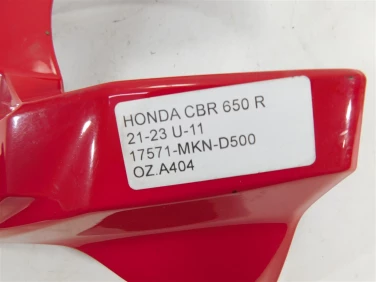 HONDA CBR 650 R
21-23 U-11
17571-MKN-D500
OZ.A404